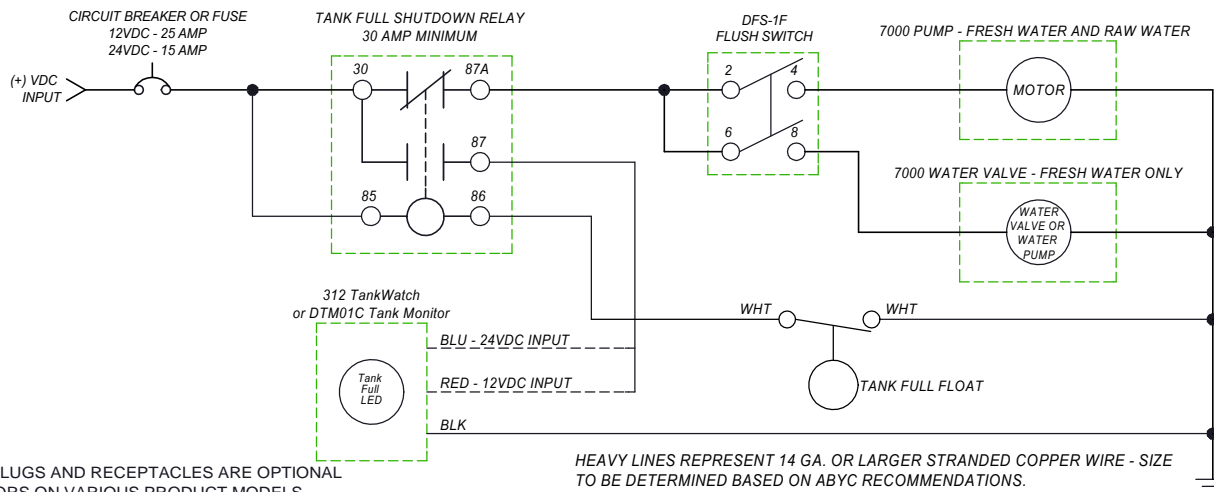 CIRCUIT BREAKER OR FUSE
12VDC - 25 AMP
24VDC - 15 AMP
(+) VDC
INPUT
TANK FULL SHUTDOWN RELAY
30 AMP MINIMUM
30
87A
87
85
86
DFS-1F
FLUSH SWITCH
2
4
6
8
7000 PUMP - FRESH WATER AND RAW WATER
MOTOR
7000 WATER VALVE - FRESH WATER ONLY
WATER
VALVE OR
WATER
PUMP
312 TankWatch
or DTM01C Tank Monitor
Tank
Full
LED
BLU - 24VDC INPUT
RED - 12VDC INPUT
BLK
WHT
WHT
TANK FULL FLOAT
LUGS AND RECEPTACLES ARE OPTIONAL
ORS ON VARIOUS PRODUCT MODELS
HEAVY LINES REPRESENT 14 GA. OR LARGER STRANDED COPPER WIRE - SIZE
TO BE DETERMINED BASED ON ABYC RECOMMENDATIONS.